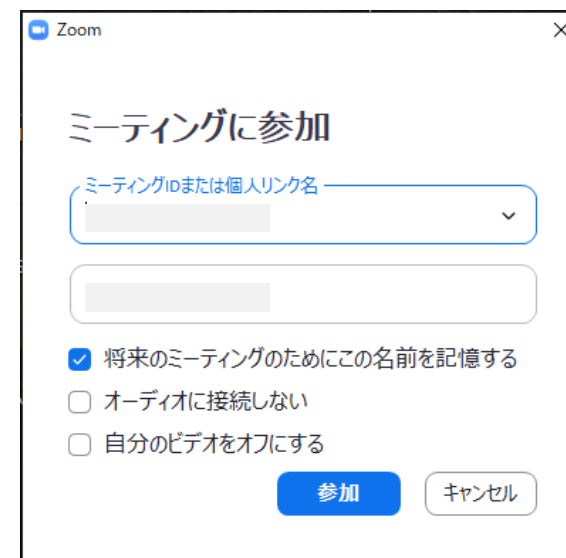 Zoom
ミーティングに参加
ミーティングIDまたは個人リンク名
将来のミーティングのためにこの名前を記憶する
オーディオに接続しない
自分のビデオをオフにする
参加 キャンセル